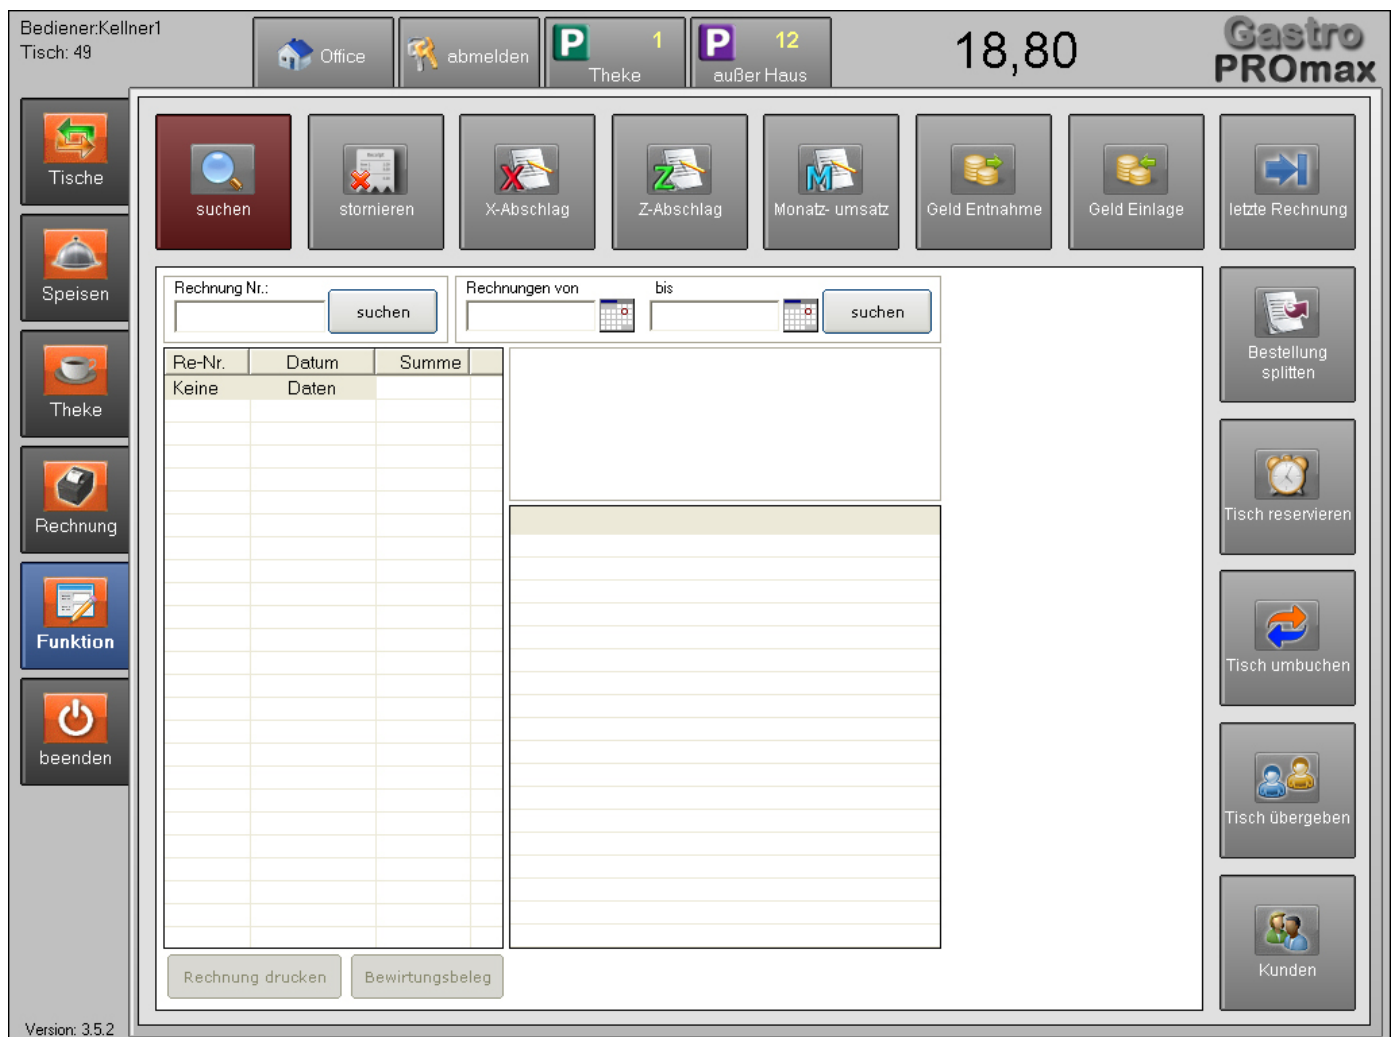 Bediener:Kellner1
Tisch: 49
Office
abmelden
P
1
Theke
P
12
außer Haus
18,80
Gastro
PROmax
Tische
Speisen
Theke
Rechnung
Funktion
beenden
Version: 3.5.2
suchen
stornieren
X-Abschlag
Z-Abschlag
Monatz- umsatz
Geld Entnahme
Geld Einlage
letzte Rechnung
Rechnung Nr.:
suchen
Rechnungen von
bis
suchen
Re-Nr. Datum Summe
Keine Daten
Rechnung drucken
Bewirtungsbeleg
Bestellung
splitten
Tisch reservieren
Tisch umbuchen
Tisch übergeben
Kunden